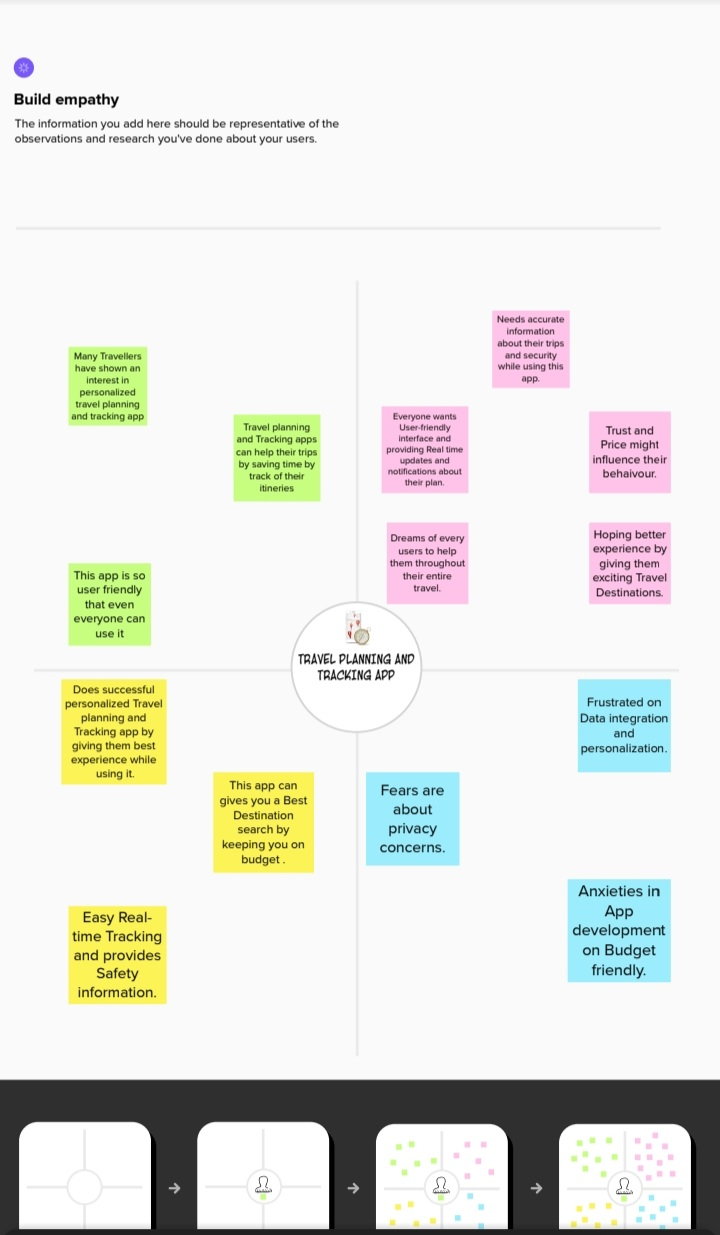 Build empathy
The information you add here should be representative of the
observations and research you've done about your users.
Many Travellers
have shown an
interest in
personalized
travel planning
and tracking app
Travel planning
and Tracking apps
can help their trips
by saving time by
track of their
itineries
This app is so
user friendly
that even
everyone can
use it
Needs accurate
information
about their trips
and security
while using this
app.
Everyone wants
User-friendly
interface and
providing Real time
updates and
notifications about
their plan.
Trust and
Price might
influence their
behaivour.
Dreams of every
users to help
them throughout
their entire
travel.
Hoping better
experience by
giving them
exciting Travel
Destinations.
TRAVEL PLANNING AND
TRACKING APP
Does successful
personalized Travel
planning and
Tracking app by
giving them best
experience while
using it.
This app can
gives you a Best
Destination
search by
keeping you on
budget .
Easy Real-
time Tracking
and provides
Safety
information.
Frustrated on
Data integration
and
personalization.
Fears are
about
privacy
concerns.
Anxieties in
App
development
on Budget
friendly.